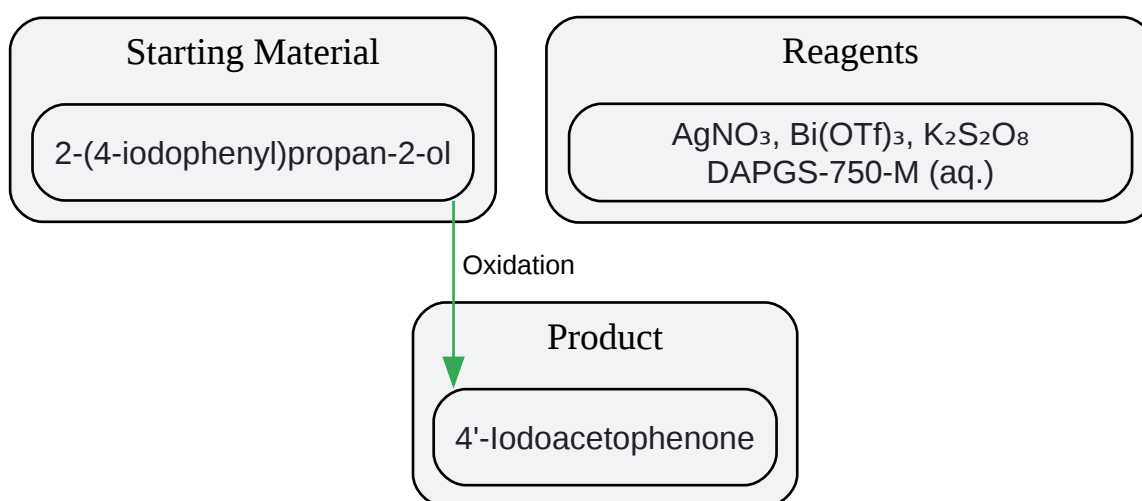 Starting Material
2-(4-iodophenyl)propan-2-ol
Reagents
AgNO₃, Bi(OTf)₃, K₂S₂O₈
DAPGS-750-M (aq.)
Oxidation
Product
4'-Iodoacetophenone